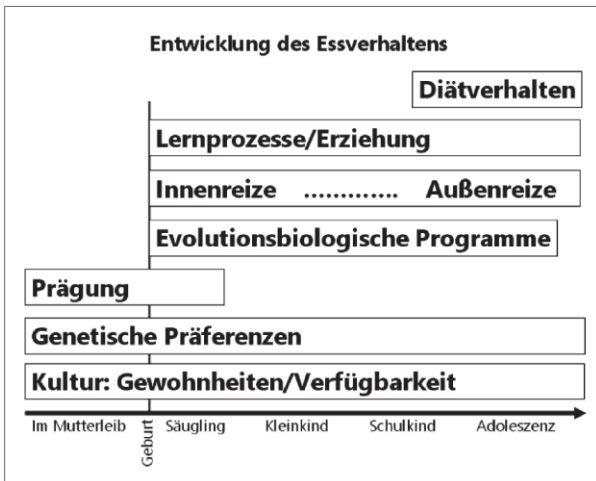 Entwicklung des Essverhaltens
Diätverhalten
Lernprozesse/Erziehung
Innenreize ............. Außenreize
Evolutionsbiologische Programme
Prägung
Genetische Präferenzen
Kultur: Gewohnheiten/Verfügbarkeit
Im Mutterleib Geburt Säugling Kleinkind Schulkind Adoleszenz